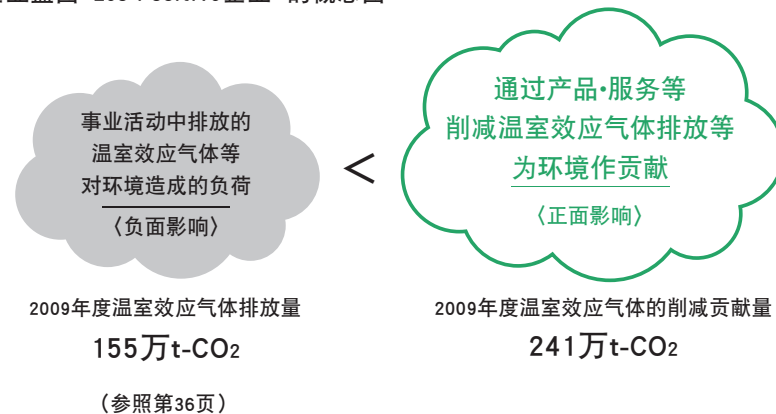 事业活动中排放的
温室效应气体等
对环境造成的负荷
〈负面影响〉
<
通过产品·服务等
削减温室效应气体排放等
为环境作贡献
〈正面影响〉
2009年度温室效应气体排放量
155万t-CO2
（参照第36页）
2009年度温室效应气体的削减贡献量
241万t-CO2